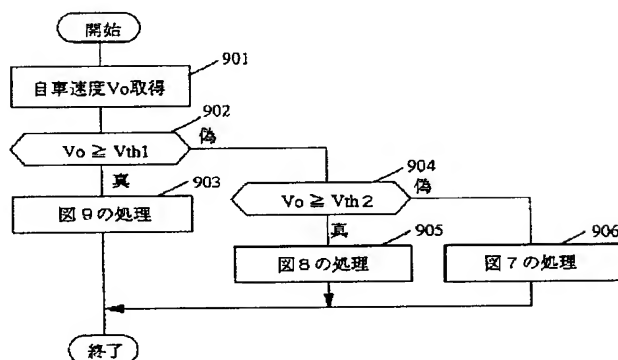 開始
901
自車速度Vo取得
902
Vo ≧ Vth1
偽
真
903
図9の処理
904
Vo ≧ Vth2
偽
真
905
図8の処理
906
図7の処理
終了